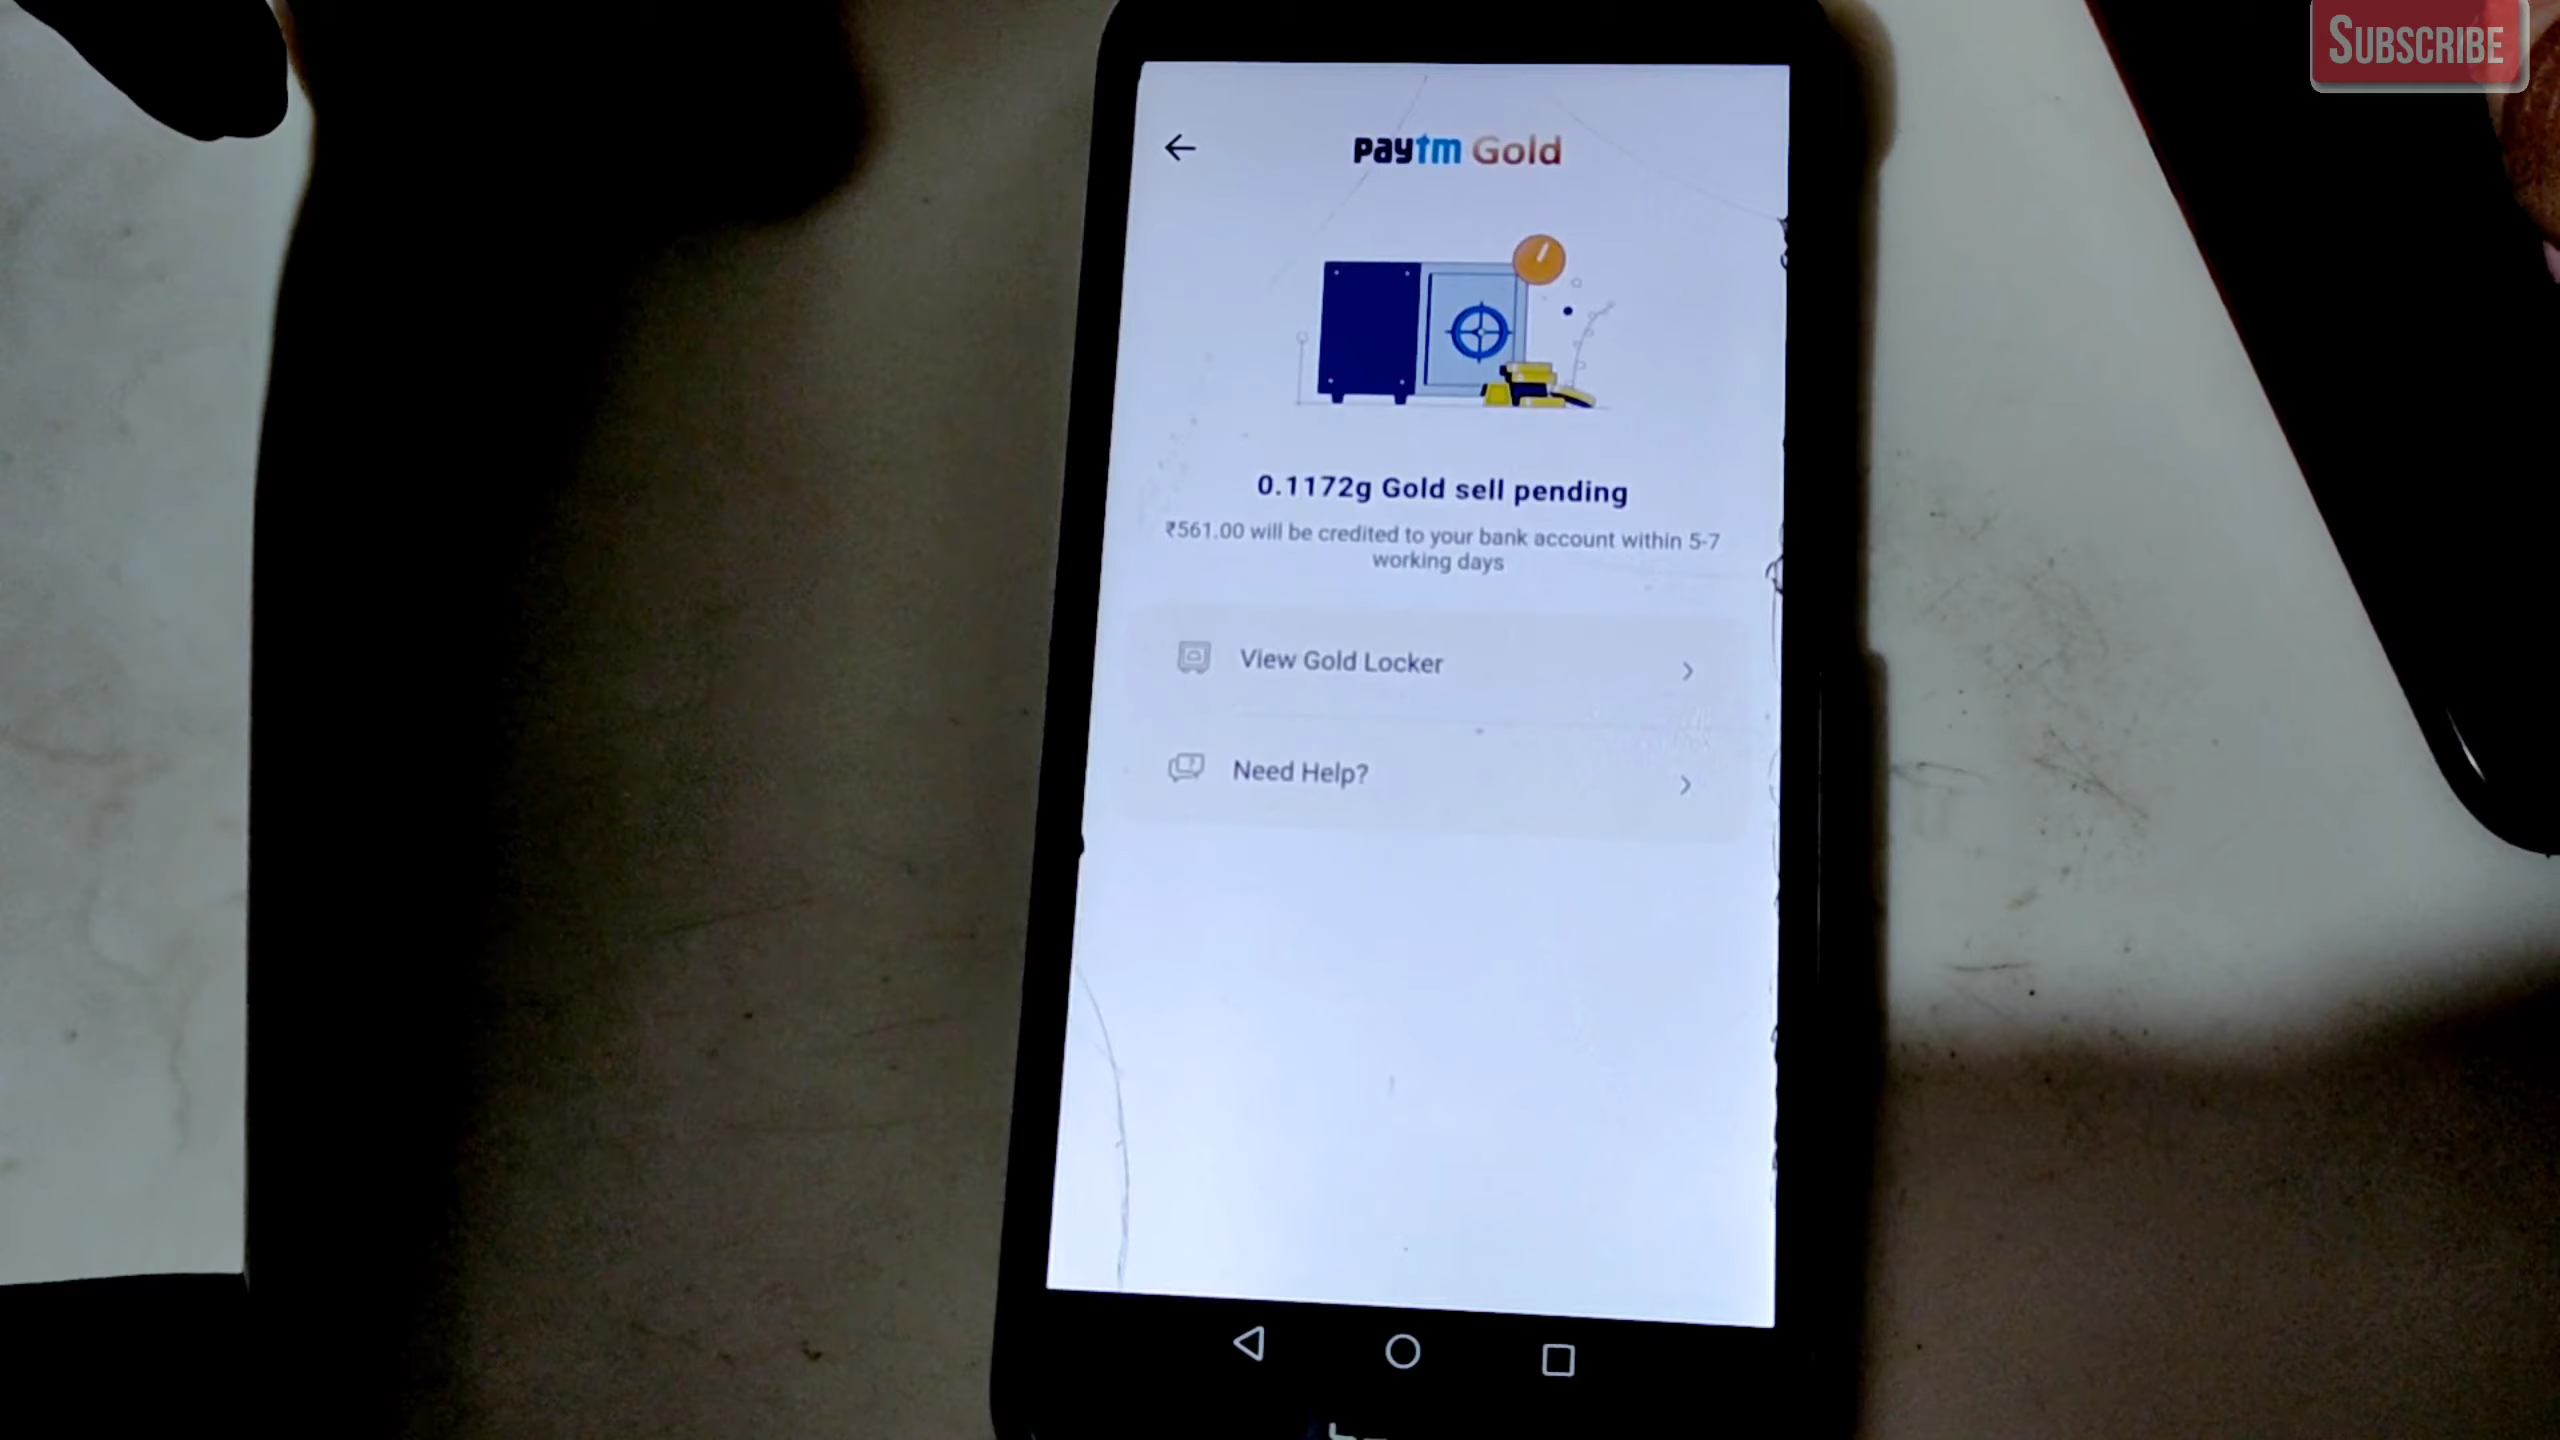 SUBSCRIBE
paytm Gold
0.1172g Gold sell pending
₹561.00 will be credited to your bank account within 5-7
working days
View Gold Locker
Need Help?